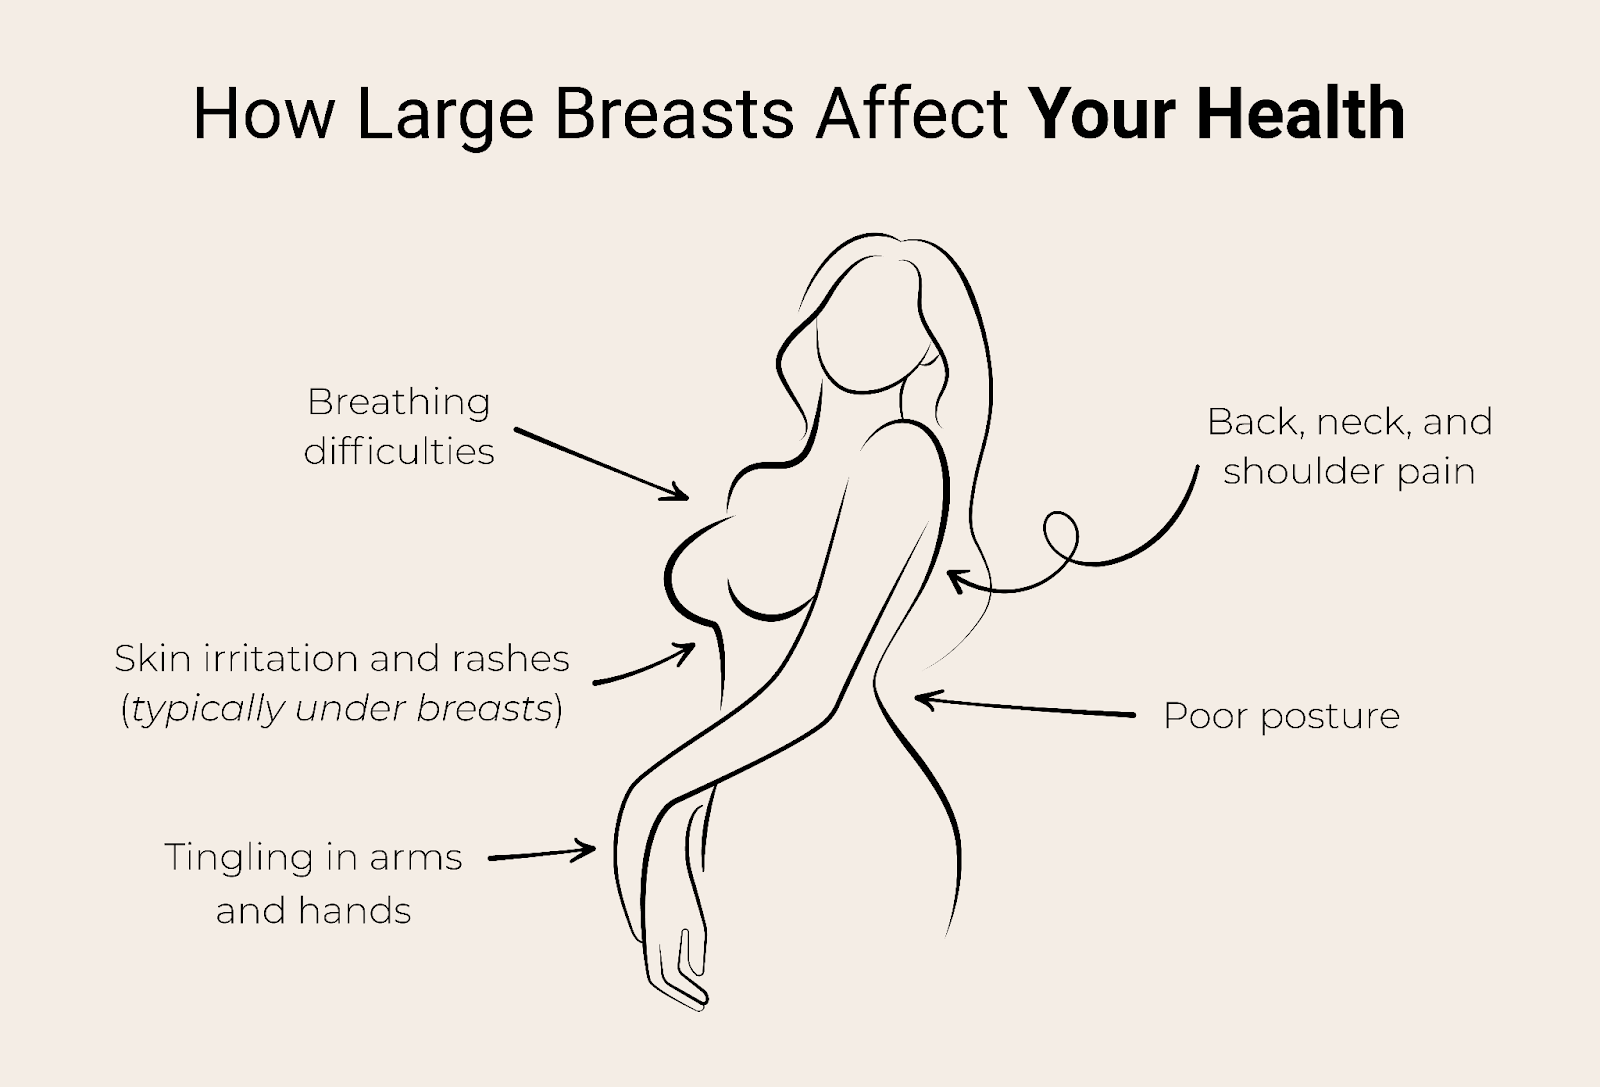 How Large Breasts Affect Your Health
Breathing
difficulties
Back, neck, and
shoulder pain
Skin irritation and rashes
(typically under breasts)
Poor posture
Tingling in arms
and hands